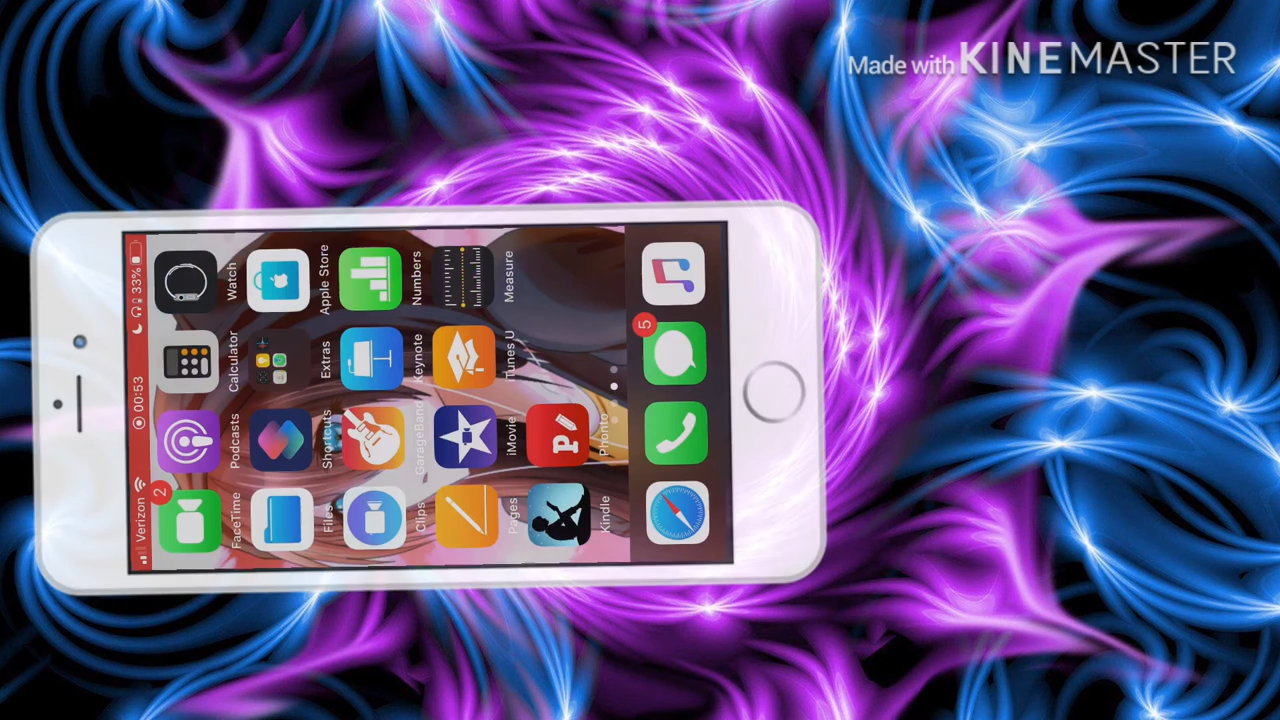 Made with KINEMASTER
Verizon 00:53 33%
2
FaceTime Podcasts Calculator Watch
Files Shortcuts Extras Apple Store
Clips GarageBand Keynote Numbers
Pages iMovie iTunes U Measure
Kindle Phonto
5